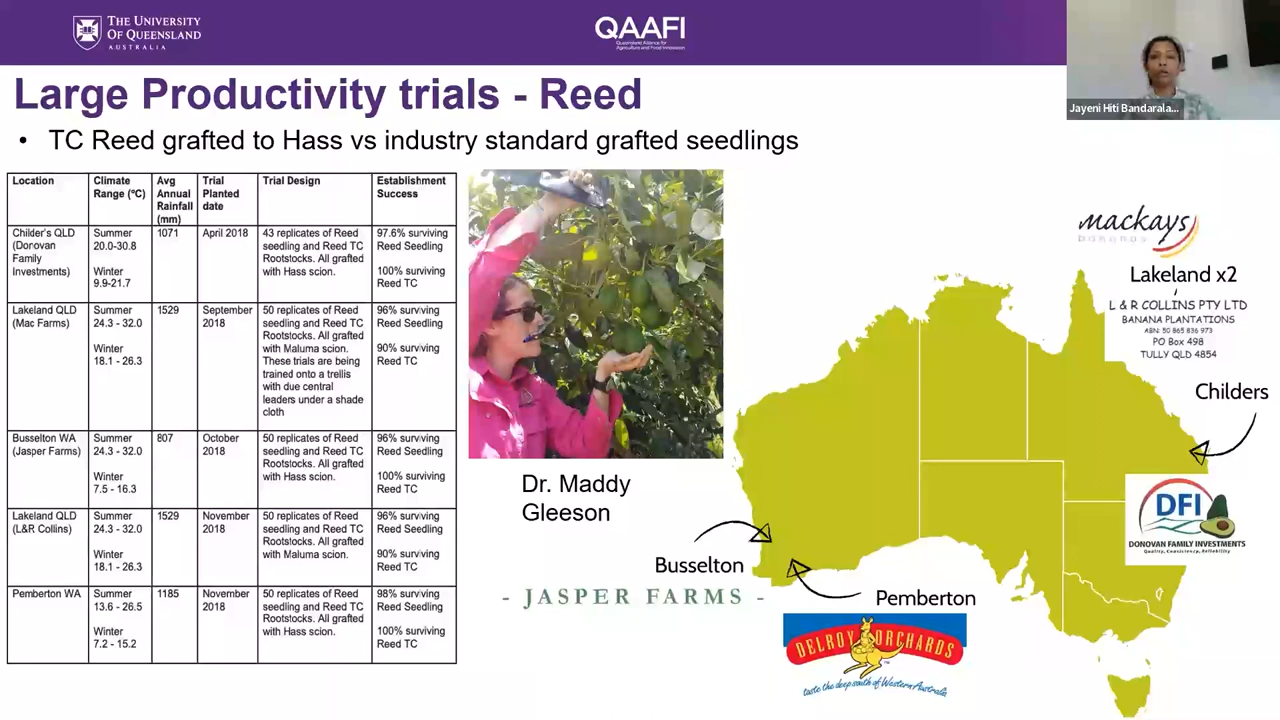 THE UNIVERSITY
OF QUEENSLAND
AUSTRALIA
QAAFI
Queensland Alliance for
Agriculture and Food Innovation
Jayeni Hiti Bandarala...
Large Productivity trials - Reed
• TC Reed grafted to Hass vs industry standard grafted seedlings
Location
Climate
Range (ºC)
Avg
Annual
Rainfall
(mm)
Trial
Planted
date
Trial Design
Establishment
Success
Childer's QLD
(Donovan
Family
Investments)
Summer
20.0-30.8
Winter
9.9-21.7
1071
April 2018
43 replicates of Reed
seedling and Reed TC
Rootstocks. All grafted
with Hass scion.
97.6% surviving
Reed Seedling
100% surviving
Reed TC
Lakeland QLD
(Mac Farms)
Summer
24.3 - 32.0
Winter
18.1 - 26.3
1529
September
2018
50 replicates of Reed
seedling and Reed TC
Rootstocks. All grafted
with Maluma scion.
These trials are being
trained onto a trellis
with due central
leaders under a shade
cloth
96% surviving
Reed Seedling
90% surviving
Reed TC
Busselton WA
(Jasper Farms)
Summer
24.3 - 32.0
Winter
7.5 - 16.3
807
October
2018
50 replicates of Reed
seedling and Reed TC
Rootstocks. All grafted
with Hass scion.
96% surviving
Reed Seedling
100% surviving
Reed TC
Lakeland QLD
(L&R Collins)
Summer
24.3 - 32.0
Winter
18.1 - 26.3
1529
November
2018
50 replicates of Reed
seedling and Reed TC
Rootstocks. All grafted
with Maluma scion.
96% surviving
Reed Seedling
90% surviving
Reed TC
Pemberton WA
Summer
13.6 - 26.5
Winter
7.2 - 15.2
1185
November
2018
50 replicates of Reed
seedling and Reed TC
Rootstocks. All grafted
with Hass scion.
98% surviving
Reed Seedling
100% surviving
Reed TC
Dr. Maddy
Gleeson
mackays
bananas
Lakeland x2
L & R COLLINS PTY LTD
BANANA PLANTATIONS
ABN: 50 865 836 973
PO Box 498
TULLY QLD 4854
Childers
DFI
DONOVAN FAMILY INVESTMENTS
Quality, Consistency, Reliability
Busselton
- JASPER FARMS -
Pemberton
DELROY ORCHARDS
taste the deep south of Western Australia